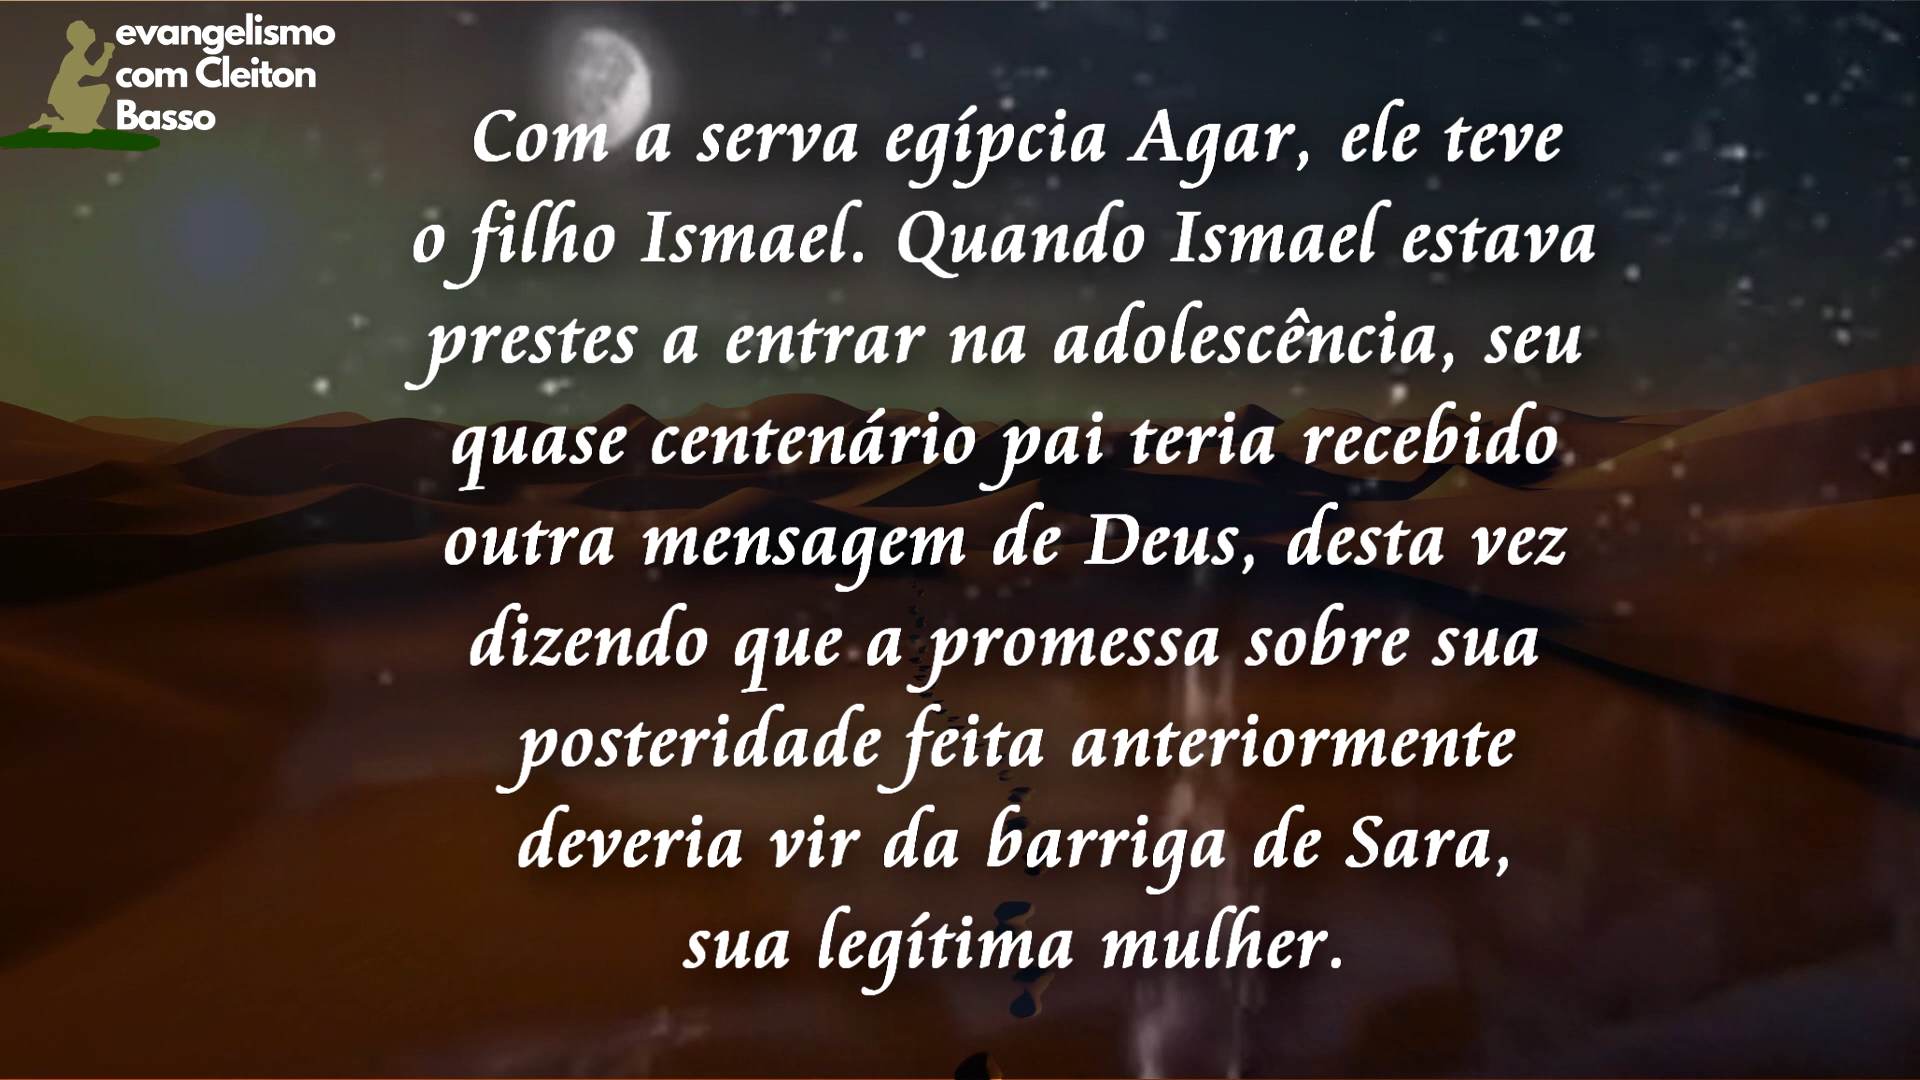 evangelismo
com Cleiton
Basso
Com a serva egípcia Agar, ele teve
o filho Ismael. Quando Ismael estava
prestes a entrar na adolescência, seu
quase centenário pai teria recebido
outra mensagem de Deus, desta vez
dizendo que a promessa sobre sua
posteridade feita anteriormente
deveria vir da barriga de Sara,
sua legítima mulher.